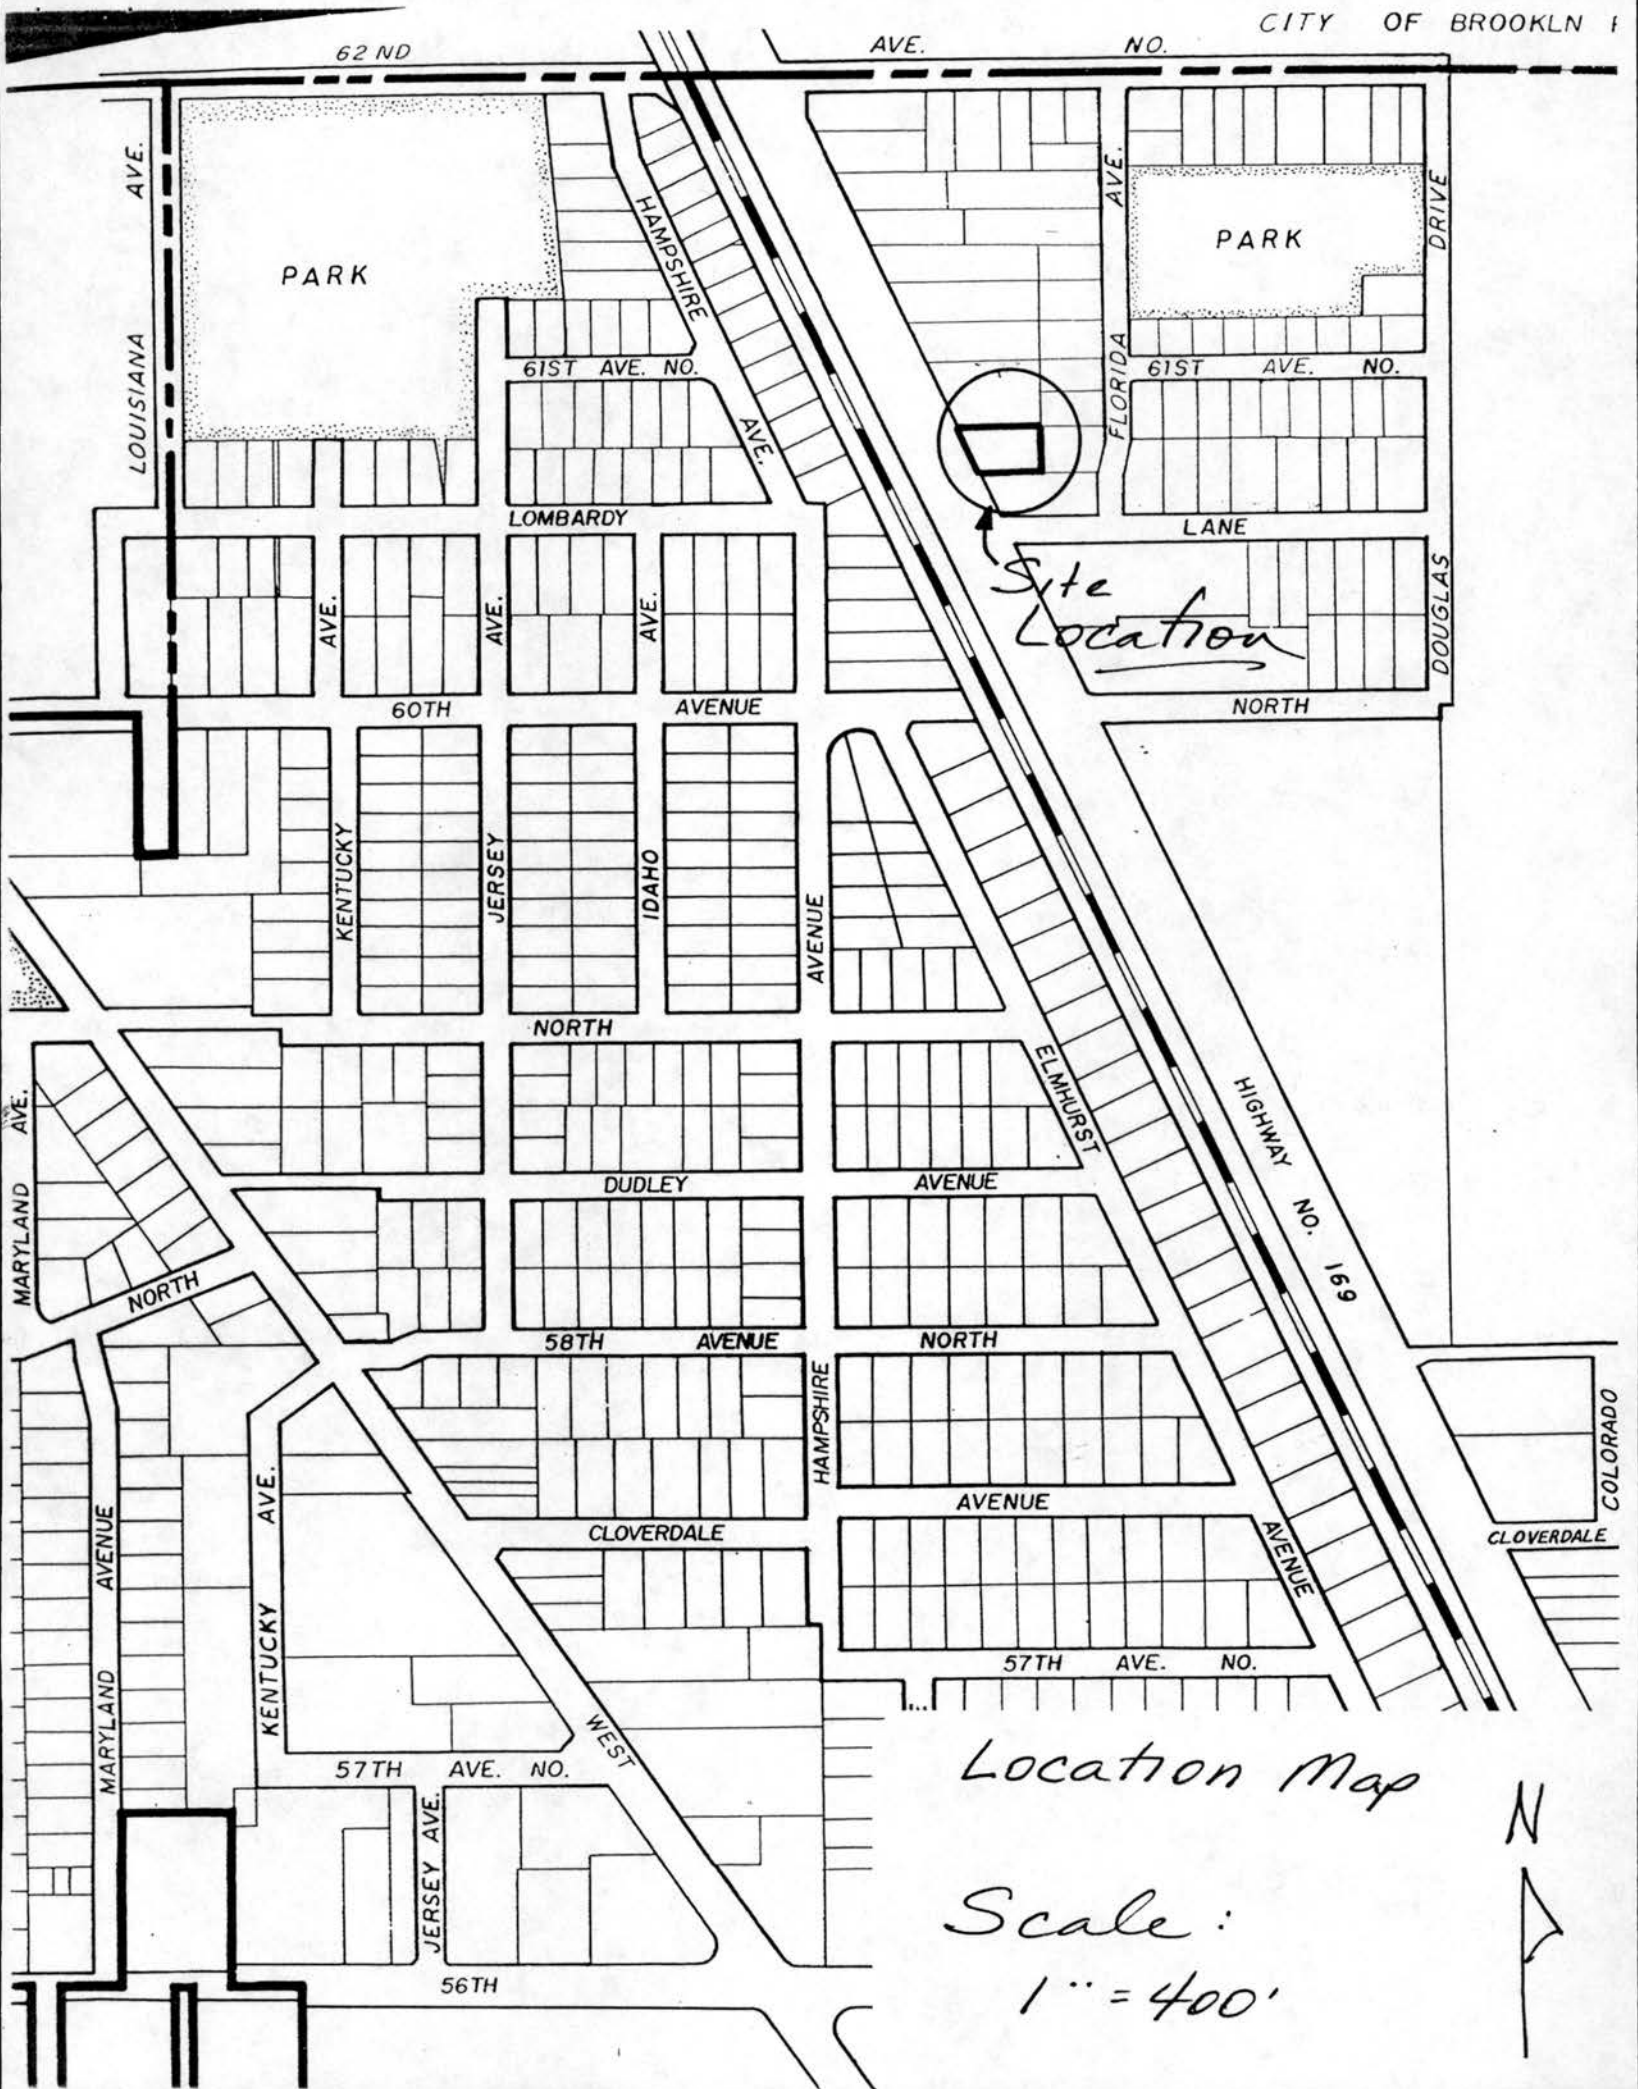 CITY OF BROOKLN
62 ND AVE. NO.
LOUISIANA AVE.
PARK
HAMPSHIRE AVE.
FLORIDA AVE.
PARK
DOUGLAS DRIVE
61ST AVE. NO.
61ST AVE. NO.
LOMBARDY LANE
Site
Location
AVE.
AVE.
AVE.
60TH AVENUE NORTH
KENTUCKY
JERSEY
IDAHO
AVENUE
NORTH
ELMHURST
HIGHWAY NO. 169
MARYLAND AVE.
DUDLEY AVENUE
NORTH
58TH AVENUE NORTH
HAMPSHIRE
COLORADO
AVENUE
CLOVERDALE
CLOVERDALE
AVENUE
MARYLAND AVENUE
KENTUCKY AVE.
57TH AVE. NO.
WEST
57TH AVE. NO.
JERSEY AVE.
56TH
Location Map
N
Scale:
1" = 400'